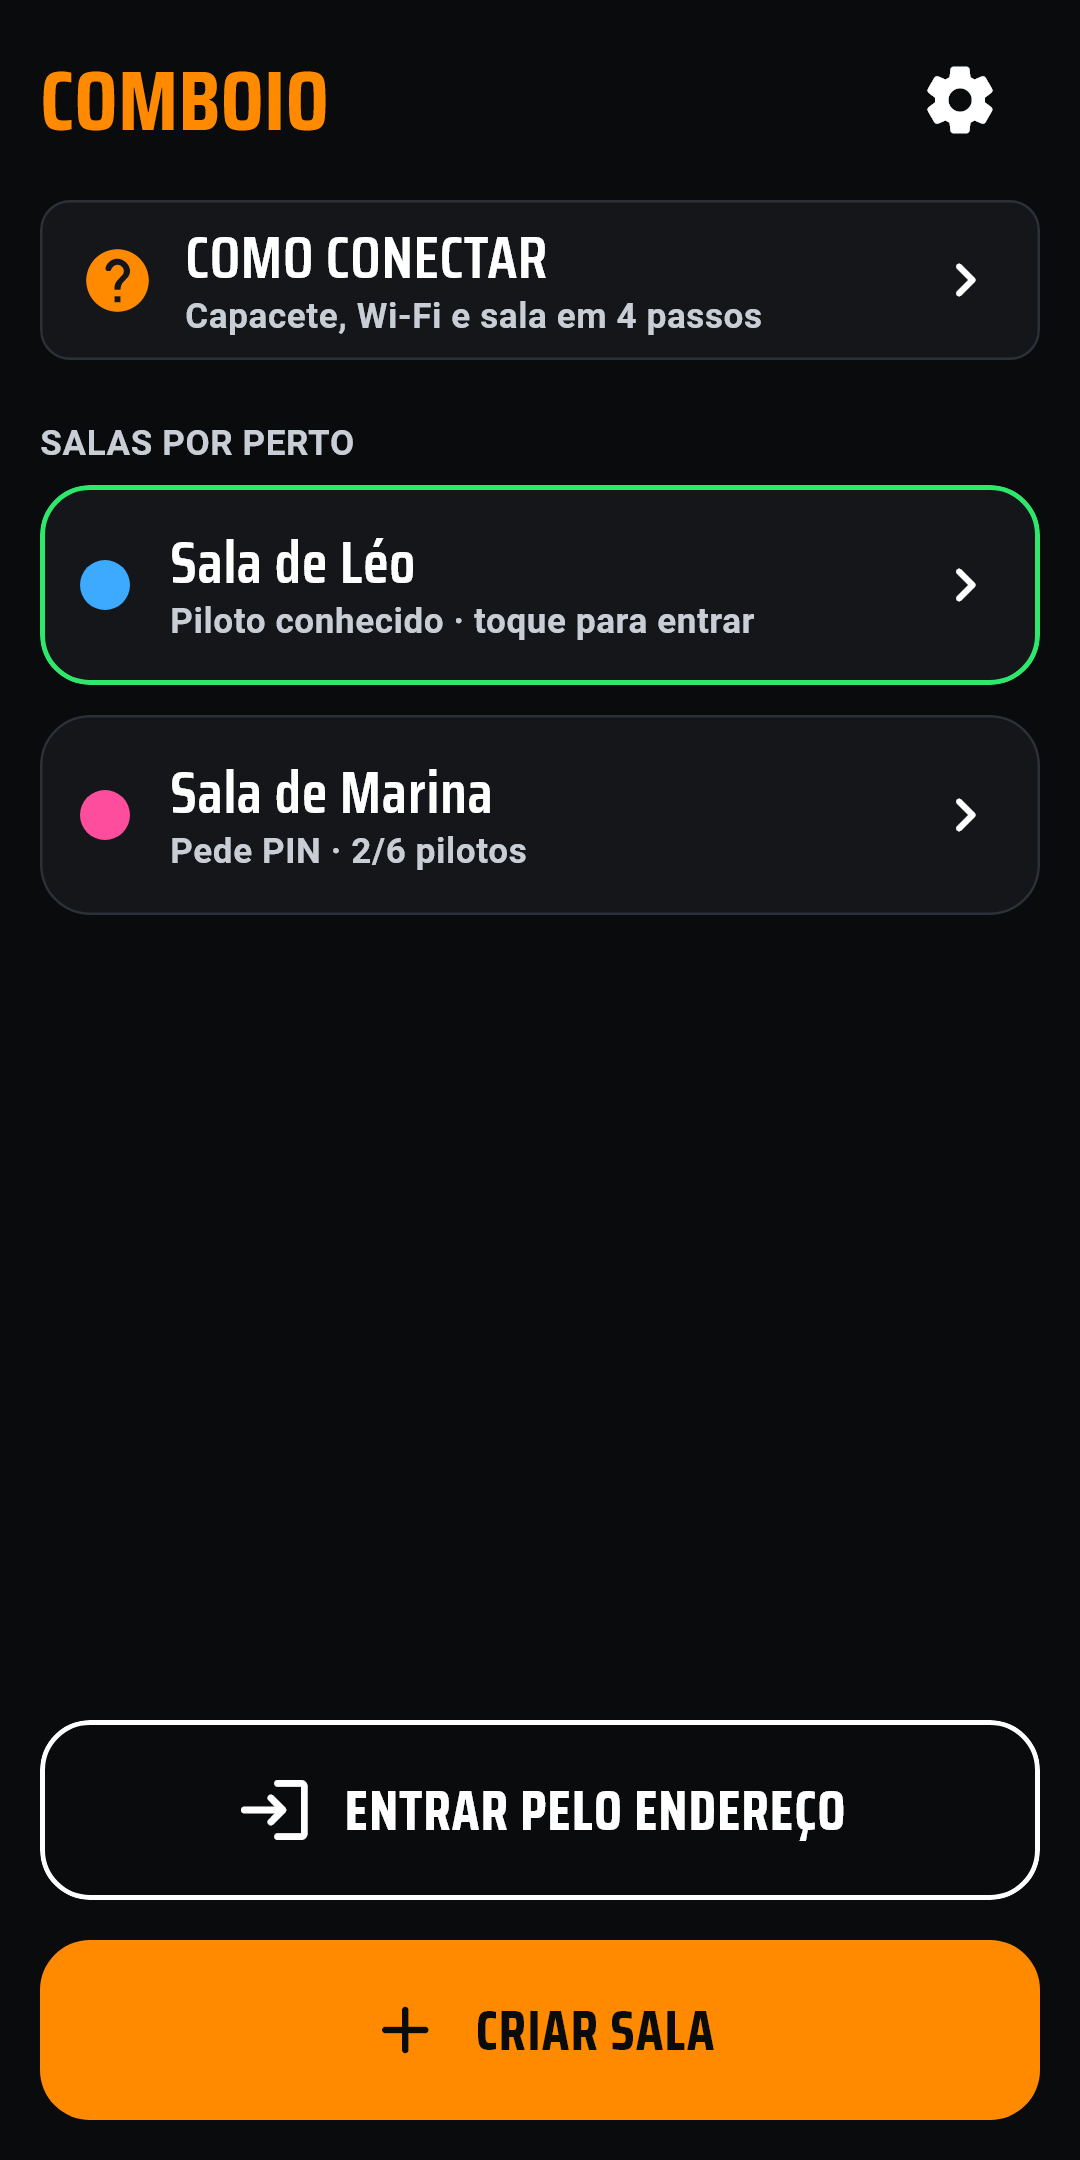 COMBOIO
COMO CONECTAR
Capacete, Wi-Fi e sala em 4 passos
SALAS POR PERTO
Sala de Léo
Piloto conhecido · toque para entrar
Sala de Marina
Pede PIN · 2/6 pilotos
ENTRAR PELO ENDEREÇO
CRIAR SALA